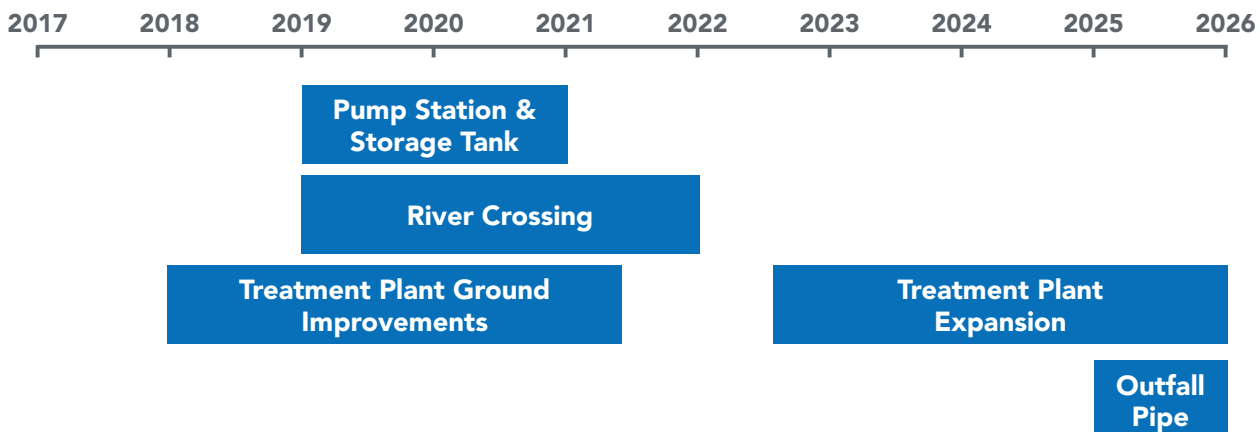 2017 2018 2019 2020 2021 2022 2023 2024 2025 2026
Pump Station &
Storage Tank
River Crossing
Treatment Plant Ground
Improvements
Treatment Plant
Expansion
Outfall
Pipe